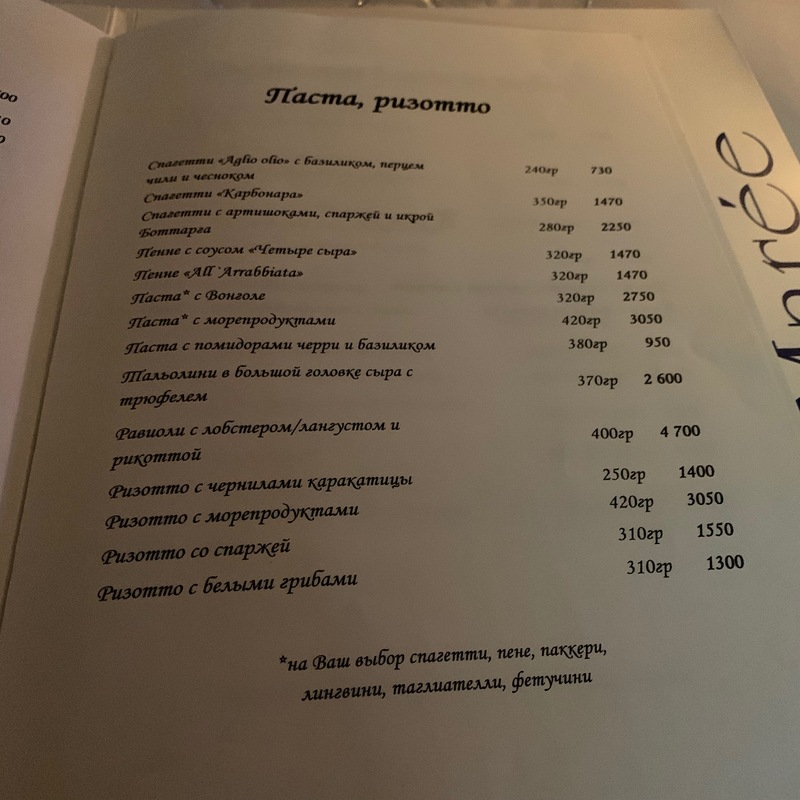 Паста, ризотто
Спагетти «Aglio olio» с базиликом, перцем
чили и чесноком 240гр 730
Спагетти «Карбонара» 350гр 1470
Спагетти с артишоками, спаржей и икрой
Боттарга 280гр 2250
Пенне с соусом «Четыре сыра» 320гр 1470
Пенне «All`Arrabbiata» 320гр 1470
Паста* с Вонголе 320гр 2750
Паста* с морепродуктами 420гр 3050
Паста с помидорами черри и базиликом 380гр 950
Тальолини в большой головке сыра с
трюфелем 370гр 2 600
Равиоли с лобстером/лангустом и
рикоттой 400гр 4 700
Ризотто с чернилами каракатицы 250гр 1400
Ризотто с морепродуктами 420гр 3050
Ризотто со спаржей 310гр 1550
Ризотто с белыми грибами 310гр 1300
*на Ваш выбор спагетти, пене, паккери,
лингвини, таглиателли, фетучини